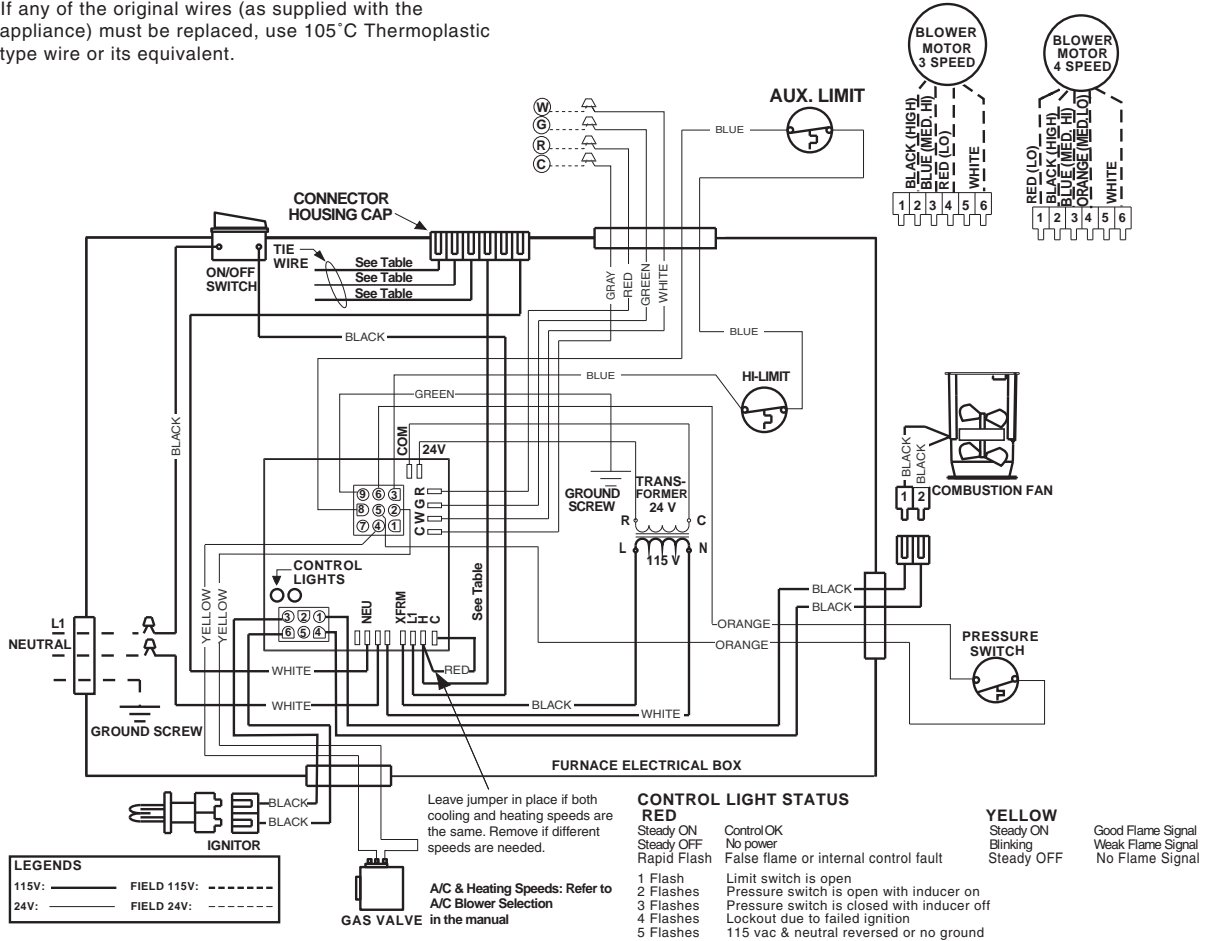 If any of the original wires (as supplied with the
appliance) must be replaced, use 105˚C Thermoplastic
type wire or its equivalent.
BLOWER
MOTOR
3 SPEED
BLACK (HIGH)
BLUE (MED. HI)
RED (LO)
WHITE
1 2 3 4 5 6
BLOWER
MOTOR
4 SPEED
RED (LO)
BLACK (HIGH)
BLUE (MED. HI)
ORANGE (MED.LO)
WHITE
1 2 3 4 5 6
W
G
R
C
BLUE
AUX. LIMIT
CONNECTOR
HOUSING CAP
ON/OFF
SWITCH
TIE
WIRE
See Table
See Table
See Table
GRAY
RED
GREEN
WHITE
BLACK
BLUE
BLUE
HI-LIMIT
GREEN
BLACK
COM
24V
9 6 3
8 5 2
7 4 1
C W G R
GROUND
SCREW
TRANS-
FORMER
24 V
R
C
L
N
115 V
BLACK
BLACK
1 2
COMBUSTION FAN
CONTROL
LIGHTS
YELLOW
YELLOW
3 2 1
6 5 4
NEU
XFRM
L1
H
C
See Table
BLACK
BLACK
L1
NEUTRAL
ORANGE
ORANGE
PRESSURE
SWITCH
WHITE
RED
WHITE
BLACK
WHITE
GROUND SCREW
FURNACE ELECTRICAL BOX
BLACK
BLACK
IGNITOR
Leave jumper in place if both
cooling and heating speeds are
the same. Remove if different
speeds are needed.
GAS VALVE
A/C & Heating Speeds: Refer to
A/C Blower Selection
in the manual
LEGENDS
115V:
FIELD 115V:
24V:
FIELD 24V:
CONTROL LIGHT STATUS
RED
Steady ON Control OK
Steady OFF No power
Rapid Flash False flame or internal control fault
1 Flash Limit switch is open
2 Flashes Pressure switch is open with inducer on
3 Flashes Pressure switch is closed with inducer off
4 Flashes Lockout due to failed ignition
5 Flashes 115 vac & neutral reversed or no ground
YELLOW
Steady ON Good Flame Signal
Blinking Weak Flame Signal
Steady OFF No Flame Signal